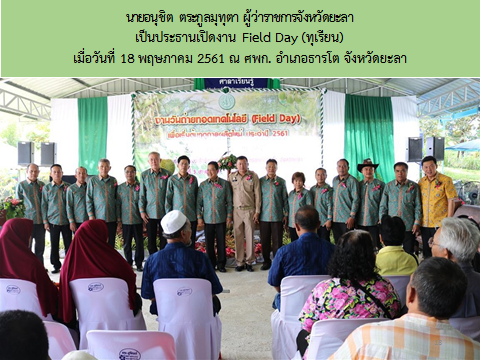 นายอนุชิต ตระกูลมุทุตา ผู้ว่าราชการจังหวัดยะลา
เป็นประธานเปิดงาน Field Day (ทุเรียน)
เมื่อวันที่ 18 พฤษภาคม 2561 ณ ศพก. อำเภอธารโต จังหวัดยะลา
ศาลาเรียนรู้
งานวันถ่ายทอดเทคโนโลยี (Field Day)